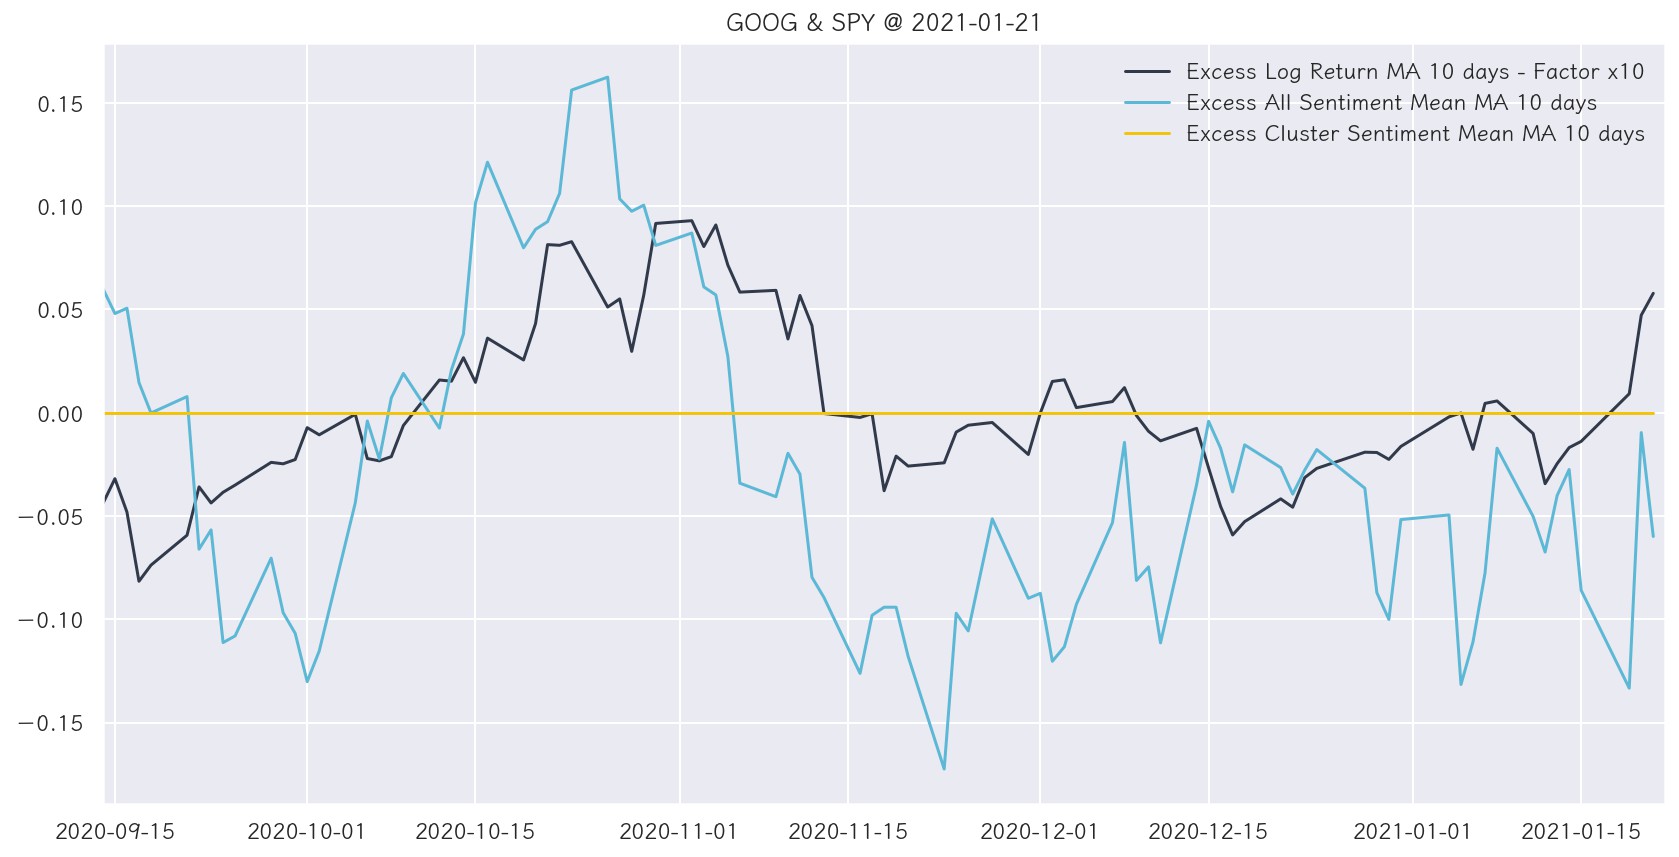 GOOG & SPY @ 2021-01-21
Excess Log Return MA 10 days - Factor x10
Excess All Sentiment Mean MA 10 days
Excess Cluster Sentiment Mean MA 10 days
0.15
0.10
0.05
0.00
−0.05
−0.10
−0.15
2020-09-15 2020-10-01 2020-10-15 2020-11-01 2020-11-15 2020-12-01 2020-12-15 2021-01-01 2021-01-15